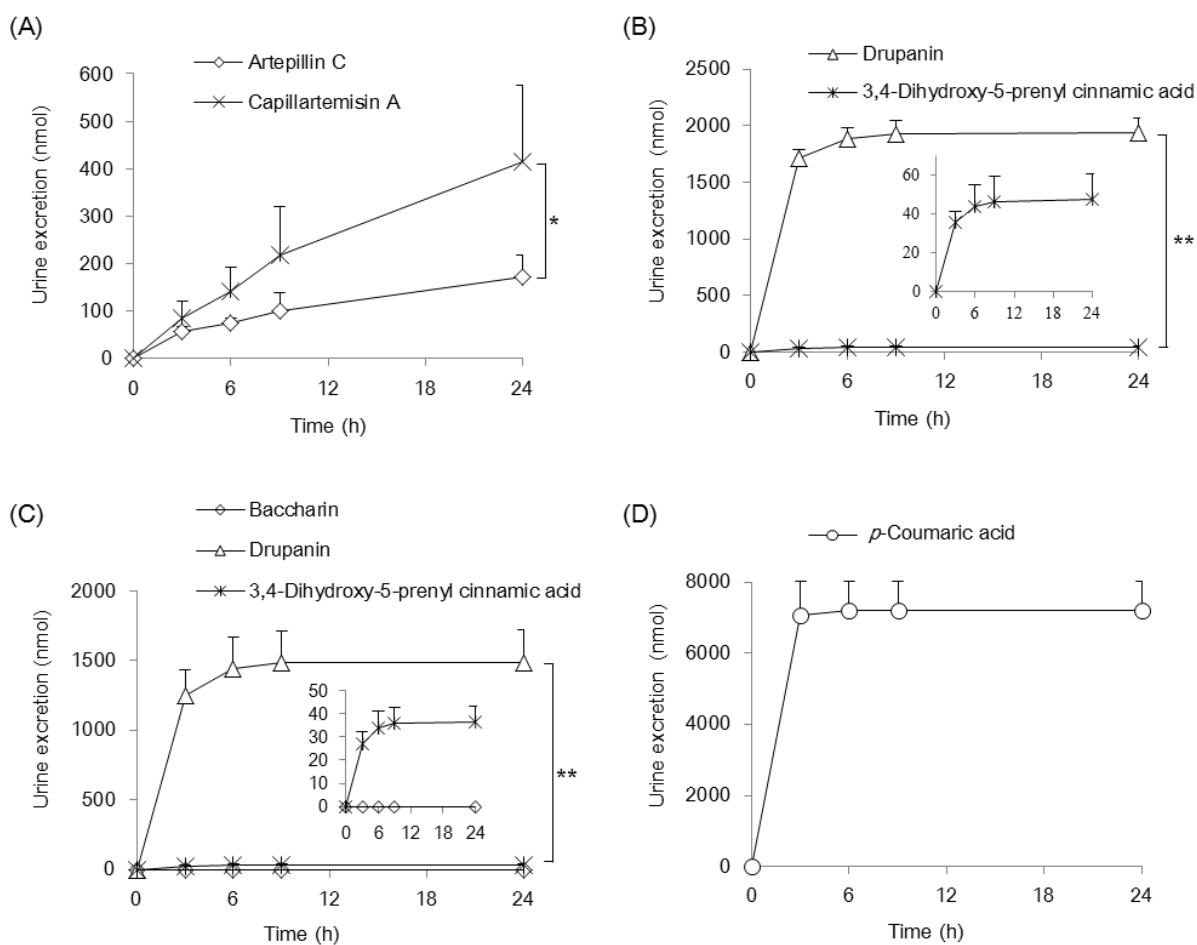 (A)
Artepillin C
Capillartemisin A
600
500
400
300
200
100
0
Urine excretion (nmol)
*
0 6 12 18 24
Time (h)
(B)
Drupanin
3,4-Dihydroxy-5-prenyl cinnamic acid
2500
2000
1500
1000
500
0
Urine excretion (nmol)
60
40
20
0
0 6 12 18 24
**
0 6 12 18 24
Time (h)
(C)
Baccharin
Drupanin
3,4-Dihydroxy-5-prenyl cinnamic acid
2000
1500
1000
500
0
Urine excretion (nmol)
50
40
30
20
10
0
0 6 12 18 24
**
0 6 12 18 24
Time (h)
(D)
p-Coumaric acid
8000
6000
4000
2000
0
Urine excretion (nmol)
0 6 12 18 24
Time (h)